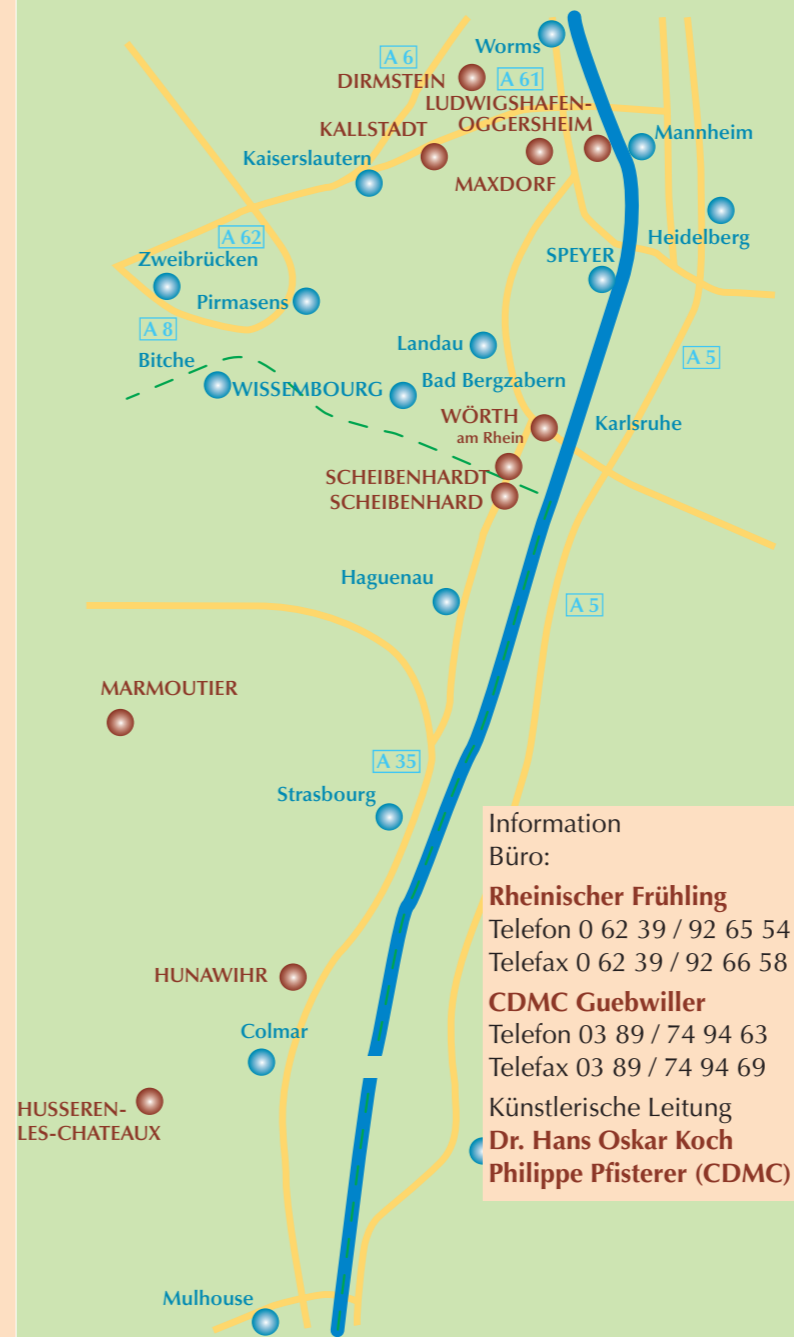 Worms
A 6
DIRMSTEIN
A 61
LUDWIGSHAFEN-
OGGERSHEIM
KALLSTADT
Mannheim
Kaiserslautern
MAXDORF
A 62
Heidelberg
Zweibrücken
SPEYER
Pirmasens
A 8
Landau
Bitche
A 5
WISSEMBOURG
Bad Bergzabern
WÖRTH
am Rhein
Karlsruhe
SCHEIBENHARDT
SCHEIBENHARD
Haguenau
A 5
MARMOUTIER
A 35
Strasbourg
HUNAWIHR
Colmar
HUSSEREN-
LES-CHATEAUX
Mulhouse
Information
Büro:
Rheinischer Frühling
Telefon 0 62 39 / 92 65 54
Telefax 0 62 39 / 92 66 58
CDMC Guebwiller
Telefon 03 89 / 74 94 63
Telefax 03 89 / 74 94 69
Künstlerische Leitung
Dr. Hans Oskar Koch
Philippe Pfisterer (CDMC)